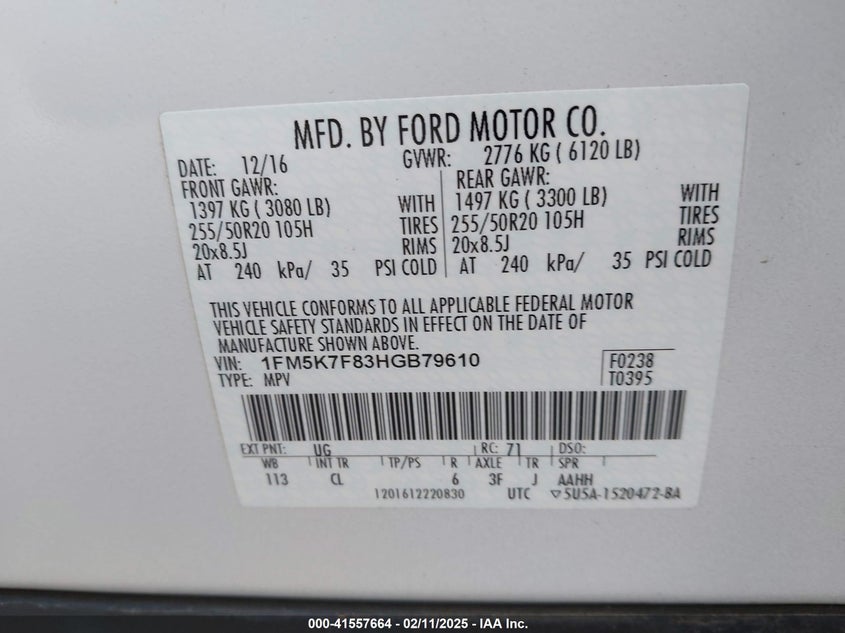 MFD. BY FORD MOTOR CO.
DATE: 12/16 GVWR: 2776 KG ( 6120 LB)
FRONT GAWR: REAR GAWR:
1397 KG ( 3080 LB) WITH 1497 KG ( 3300 LB) WITH
255/50R20 105H TIRES 255/50R20 105H TIRES
20x8.5J RIMS 20x8.5J RIMS
AT 240 kPa/ 35 PSI COLD AT 240 kPa/ 35 PSI COLD
THIS VEHICLE CONFORMS TO ALL APPLICABLE FEDERAL MOTOR
VEHICLE SAFETY STANDARDS IN EFFECT ON THE DATE OF
MANUFACTURE SHOWN ABOVE.
VIN: 1FM5K7F83HGB79610 F0238
TYPE: MPV T0395
EXT PNT: UG RC: 71 DSO:
WB INT TR TP/PS R AXLE TR SPR
113 CL 6 3F J AAHH
1201612220830 UTC ▽5U5A-1520472-BA
000-41557664 - 02/11/2025 - IAA Inc.